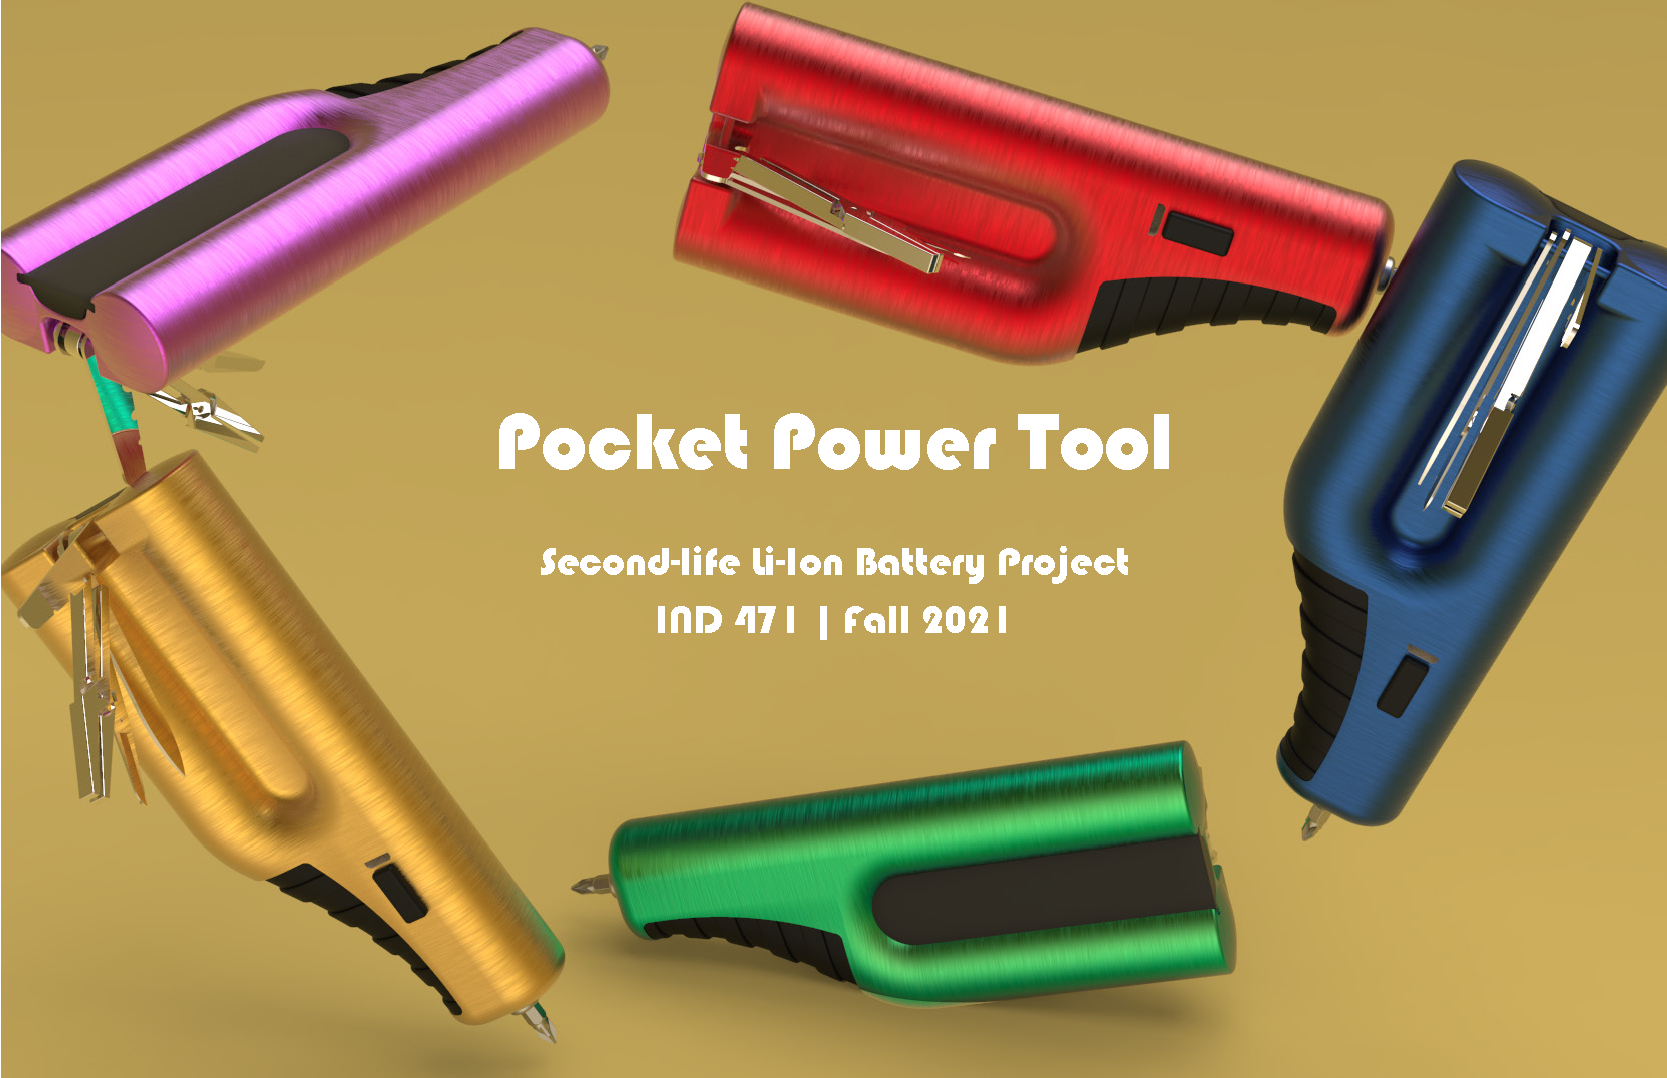 Pocket Power Tool
Second-life Li-Ion Battery Project
IND 471 | Fall 2021